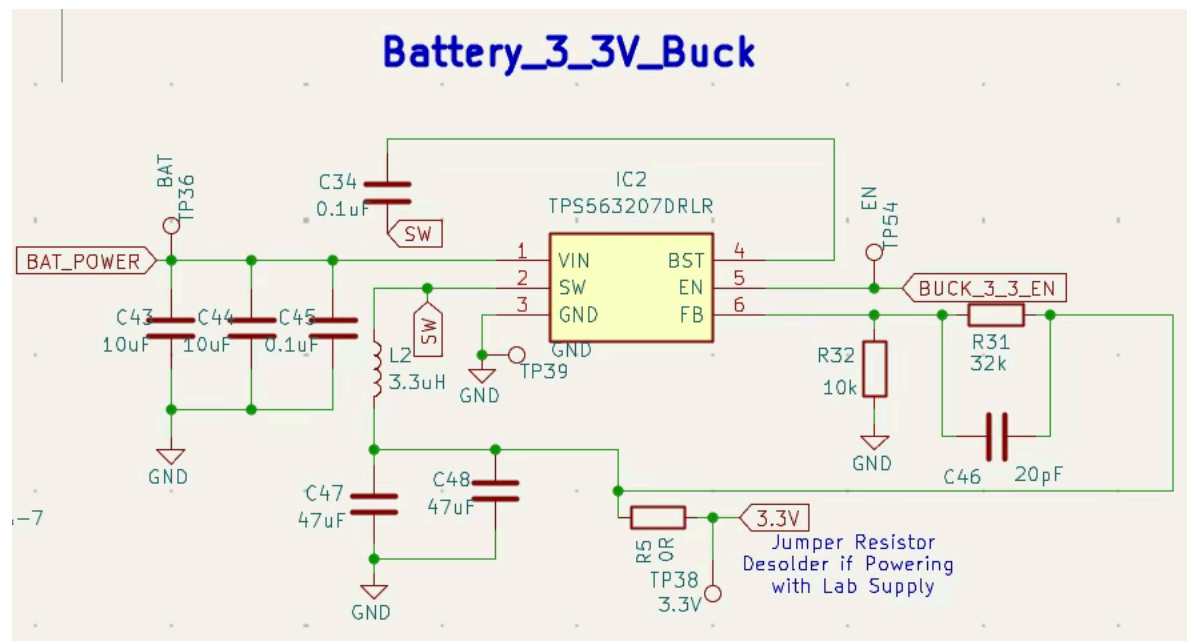 Battery_3_3V_Buck
BAT
TP36
BAT_POWER
C34
0.1uF
SW
IC2
TPS563207DRLR
1
VIN
BST
4
2
SW
EN
5
3
GND
FB
6
EN
TP54
BUCK_3_3_EN
C43
10uF
C44
10uF
C45
0.1uF
GND
SW
L2
3.3uH
GND
TP39
GND
R32
10k
GND
R31
32k
C46
20pF
C47
47uF
C48
47uF
GND
R5
0R
3.3V
TP38
3.3V
Jumper Resistor
Desolder if Powering
with Lab Supply
-7